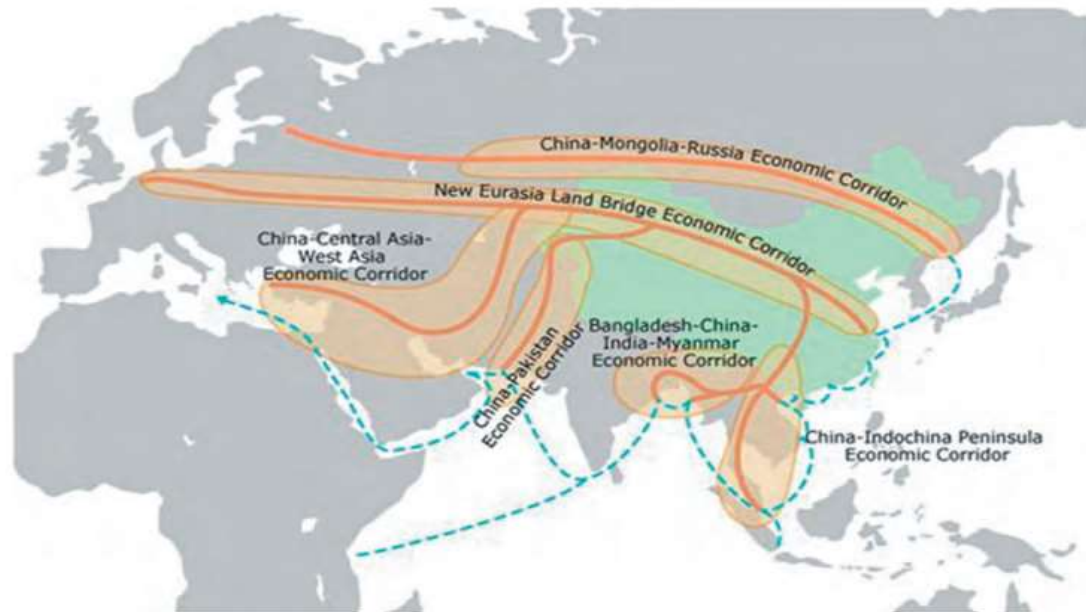 China-Mongolia-Russia Economic Corridor
New Eurasia Land Bridge Economic Corridor
China-Central Asia-
West Asia
Economic Corridor
China-Pakistan
Economic Corridor
Bangladesh-China-
India-Myanmar
Economic Corridor
China-Indochina Peninsula
Economic Corridor